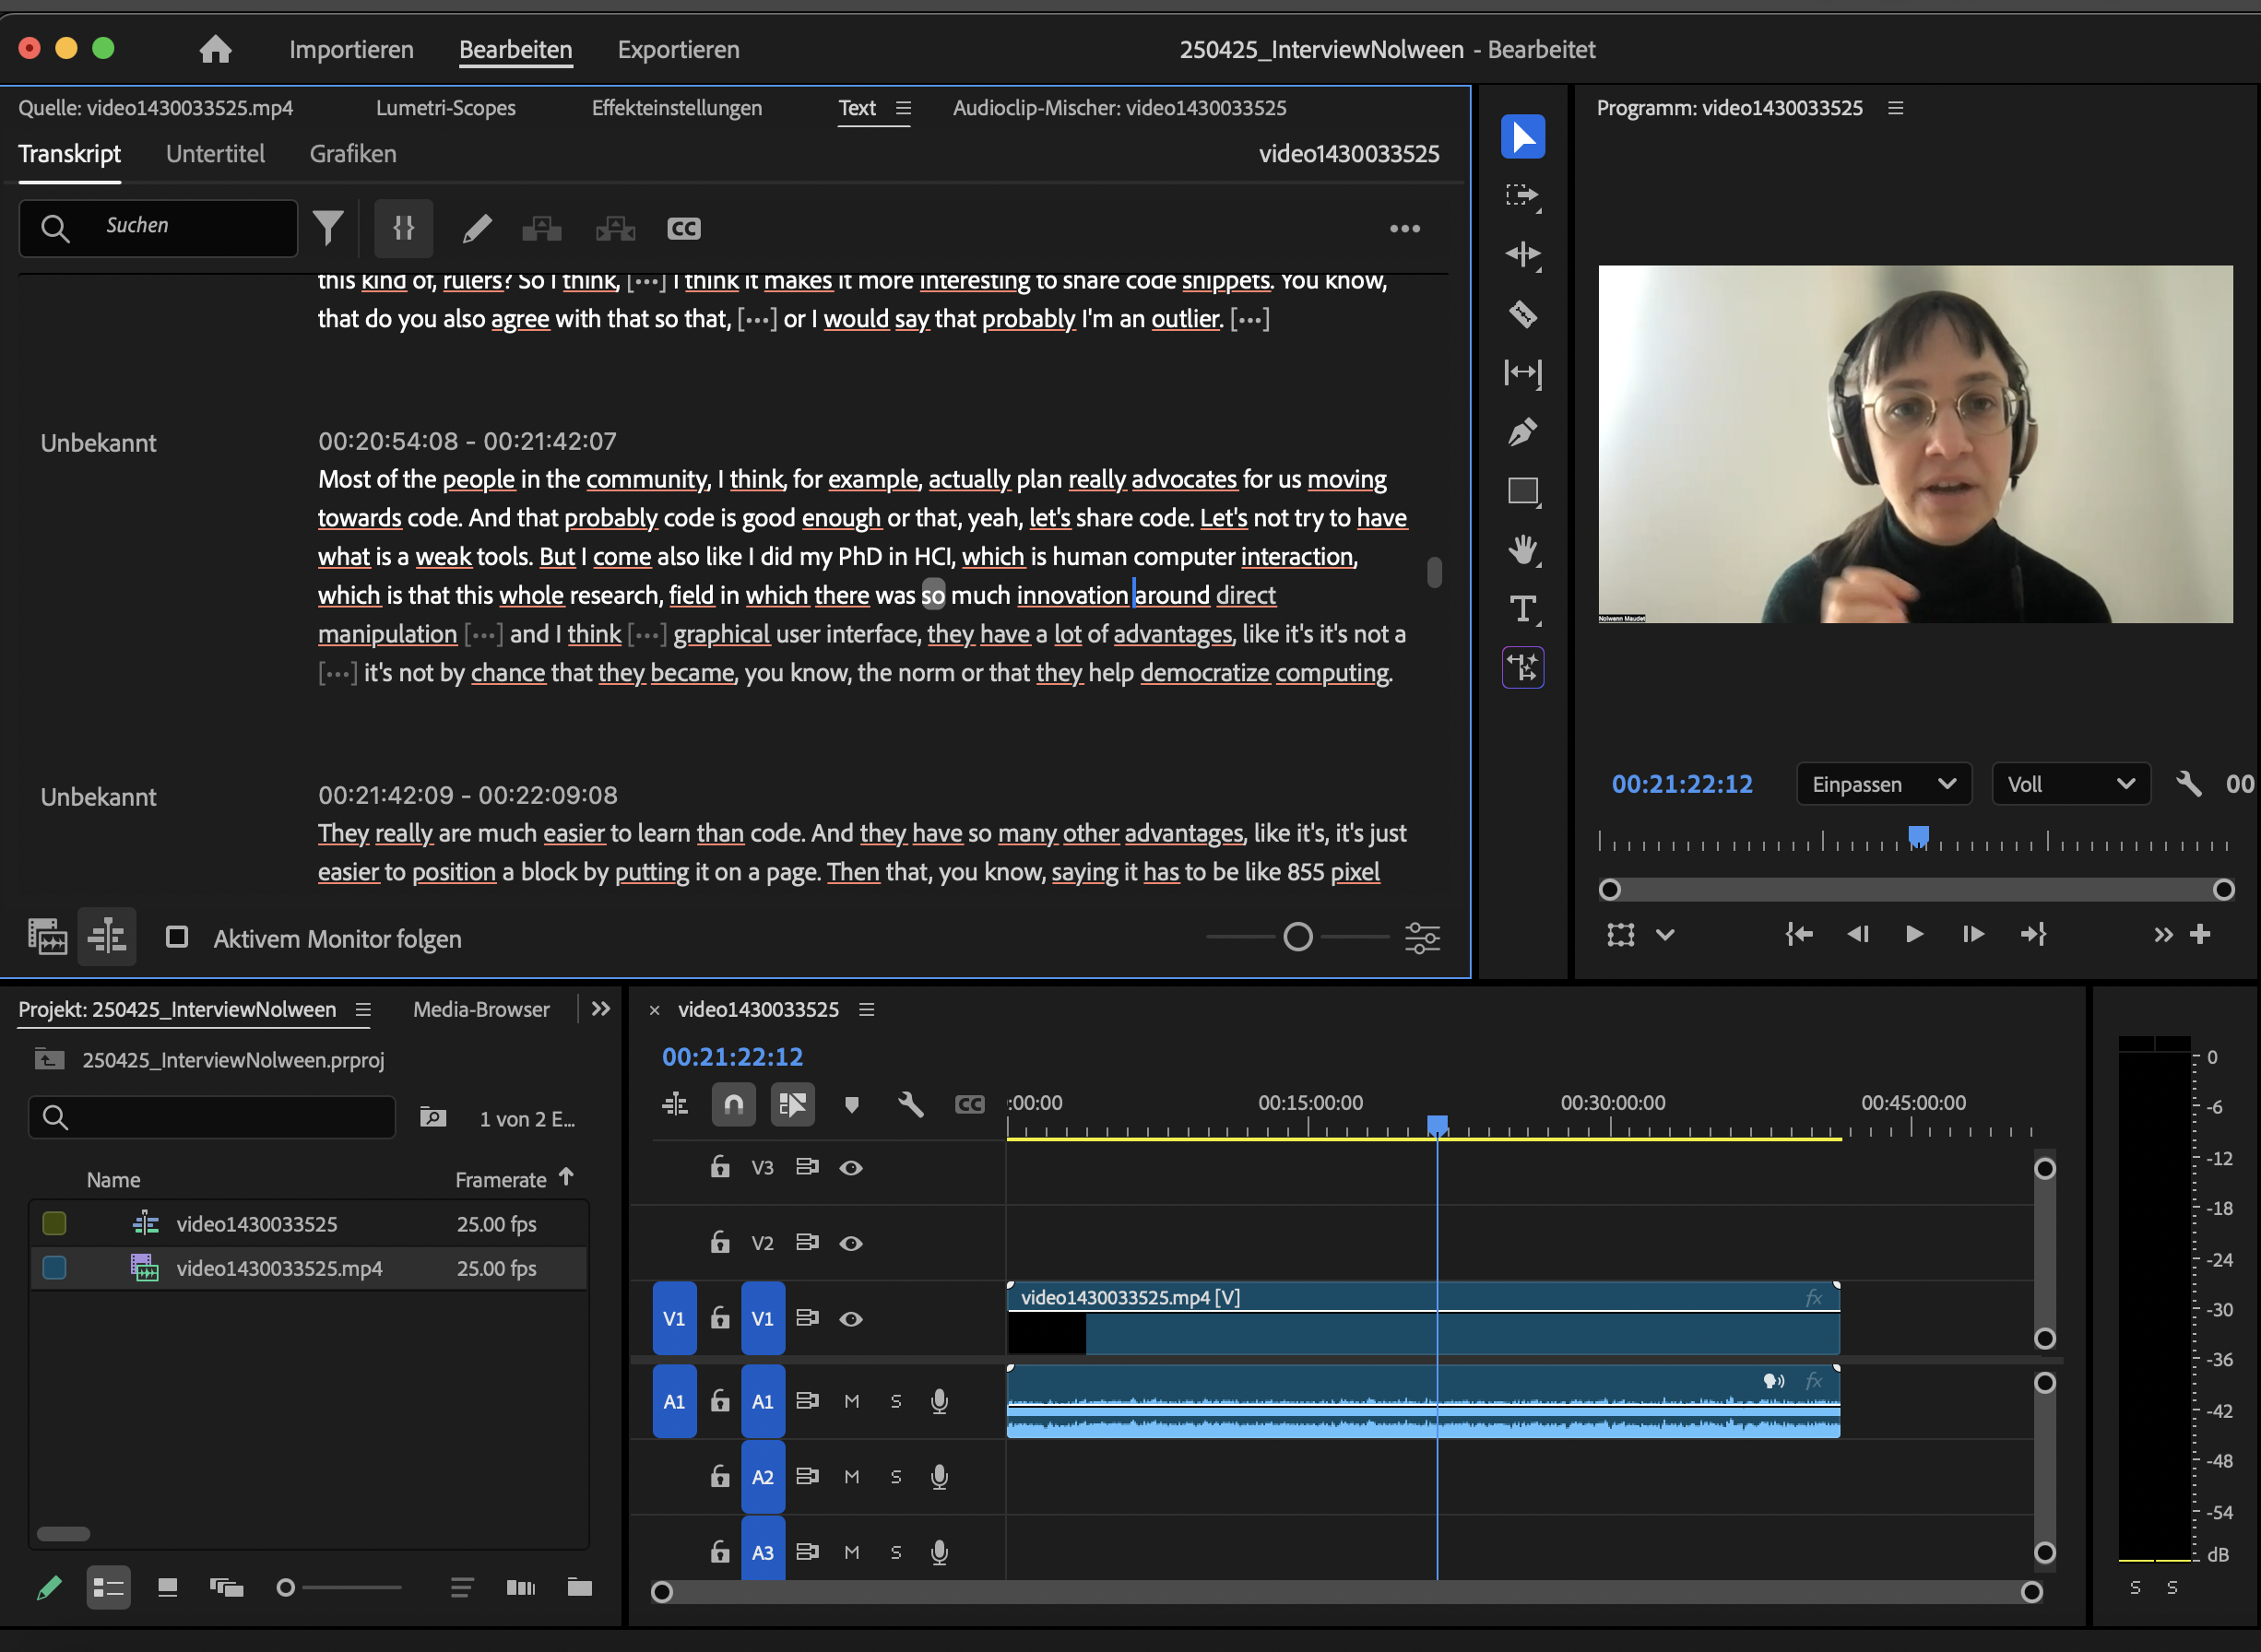 Importieren
Bearbeiten
Exportieren
250425_InterviewNolween - Bearbeitet
Quelle: video1430033525.mp4
Lumetri-Scopes
Effekteinstellungen
Text
Audioclip-Mischer: video1430033525
Transkript
Untertitel
Grafiken
video1430033525
Suchen
CC
this kind of, rulers? So I think, [···] I think it makes it more interesting to share code snippets. You know,
that do you also agree with that so that, [···] or I would say that probably I'm an outlier. [···]
Unbekannt
00:20:54:08 - 00:21:42:07
Most of the people in the community, I think, for example, actually plan really advocates for us moving
towards code. And that probably code is good enough or that, yeah, let's share code. Let's not try to have
what is a weak tools. But I come also like I did my PhD in HCI, which is human computer interaction,
which is that this whole research, field in which there was so much innovation around direct
manipulation [···] and I think [···] graphical user interface, they have a lot of advantages, like it's it's not a
[···] it's not by chance that they became, you know, the norm or that they help democratize computing.
Unbekannt
00:21:42:09 - 00:22:09:08
They really are much easier to learn than code. And they have so many other advantages, like it's, it's just
easier to position a block by putting it on a page. Then that, you know, saying it has to be like 855 pixel
Aktivem Monitor folgen
Programm: video1430033525
Nolwenn Maudet
00:21:22:12
Einpassen
Voll
00
Projekt: 250425_InterviewNolween
Media-Browser
250425_InterviewNolween.prproj
1 von 2 E...
Name
Framerate
video1430033525
25.00 fps
video1430033525.mp4
25.00 fps
video1430033525
00:21:22:12
CC
:00:00
00:15:00:00
00:30:00:00
00:45:00:00
V3
V2
V1
V1
video1430033525.mp4 [V]
fx
A1
A1
M
S
fx
A2
M
S
A3
M
S
0
-6
-12
-18
-24
-30
-36
-42
-48
-54
dB
S
S